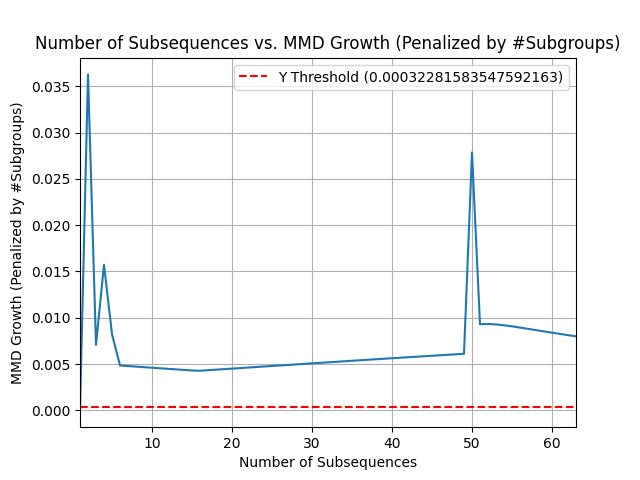 Number of Subsequences vs. MMD Growth (Penalized by #Subgroups)
Y Threshold (0.00032281583547592163)
MMD Growth (Penalized by #Subgroups)
0.035
0.030
0.025
0.020
0.015
0.010
0.005
0.000
10 20 30 40 50 60
Number of Subsequences